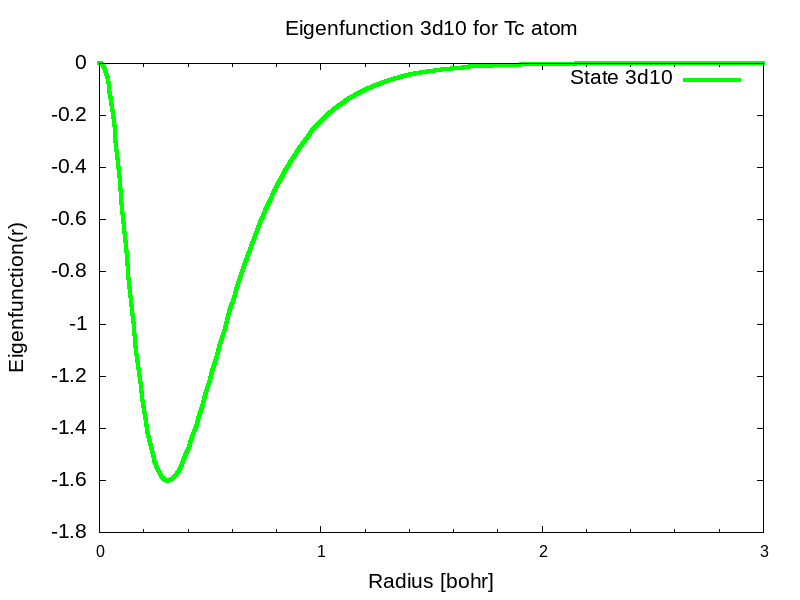 Eigenfunction 3d10 for Tc atom
State 3d10
0
-0.2
-0.4
-0.6
-0.8
-1
-1.2
-1.4
-1.6
-1.8
Eigenfunction(r)
0 1 2 3
Radius [bohr]